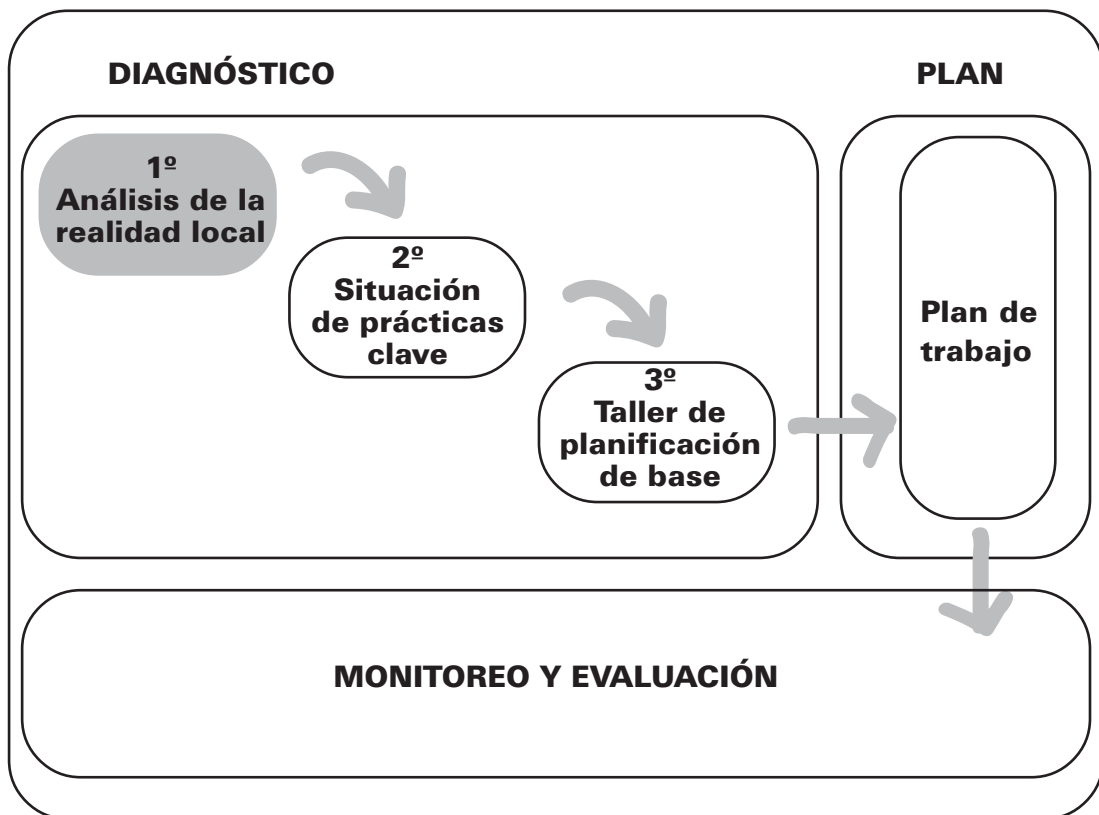 DIAGNÓSTICO
PLAN
1º
Análisis de la
realidad local
2º
Situación
de prácticas
clave
3º
Taller de
planificación
de base
Plan de
trabajo
MONITOREO Y EVALUACIÓN